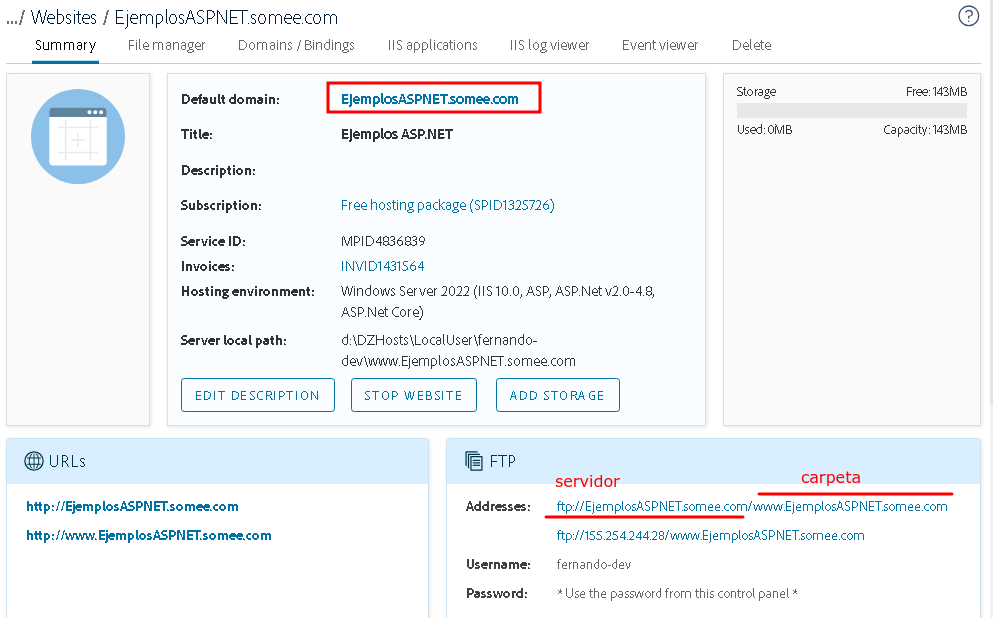 .../ Websites / EjemplosASPNET.somee.com
?
Summary File manager Domains / Bindings IIS applications IIS log viewer Event viewer Delete
Default domain: EjemplosASPNET.somee.com
Title: Ejemplos ASP.NET
Description:
Subscription: Free hosting package (SPID1325726)
Service ID: MPID4836839
Invoices: INVID1431564
Hosting environment: Windows Server 2022 (IIS 10.0, ASP, ASP.Net v2.0-4.8,
ASP.Net Core)
Server local path: d:\DZHosts\LocalUser\fernando-
dev\www.EjemplosASPNET.somee.com
EDIT DESCRIPTION STOP WEBSITE ADD STORAGE
Storage Free: 143MB
Used: 0MB Capacity: 143MB
URLs
http://EjemplosASPNET.somee.com
http://www.EjemplosASPNET.somee.com
FTP
servidor carpeta
Addresses: ftp://EjemplosASPNET.somee.com/www.EjemplosASPNET.somee.com
ftp://155.254.244.28/www.EjemplosASPNET.somee.com
Username: fernando-dev
Password: * Use the password from this control panel *